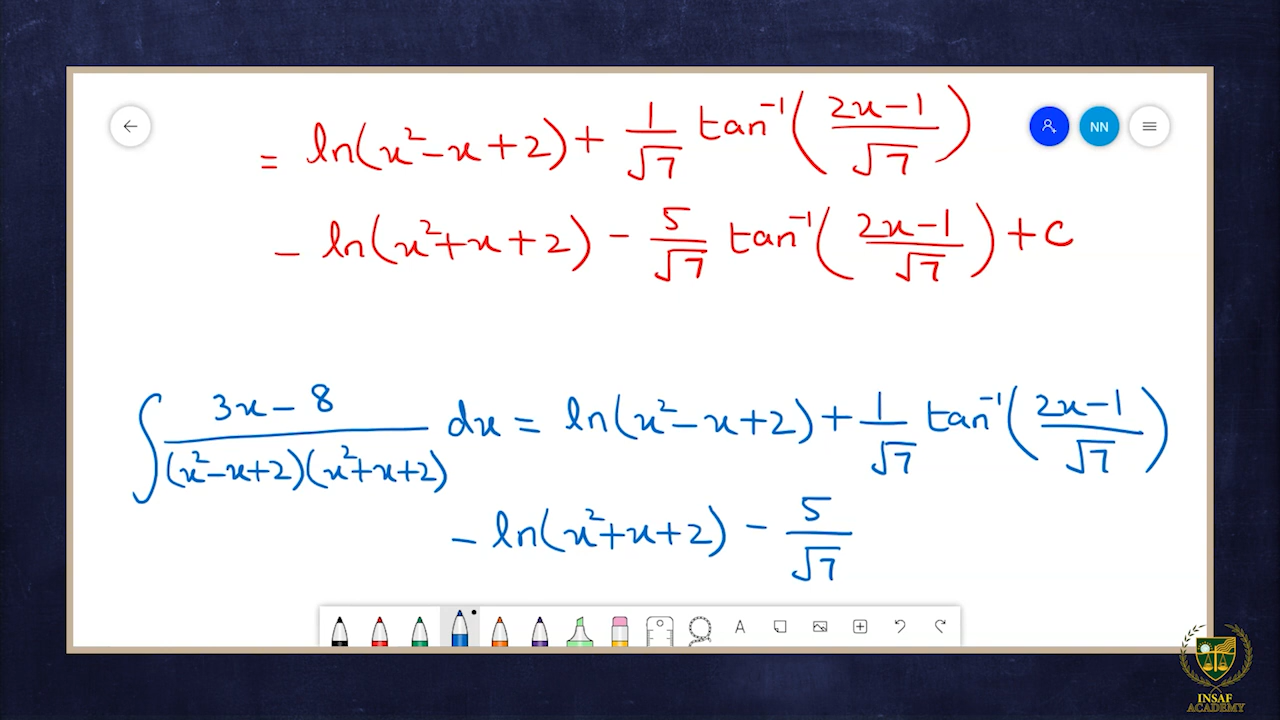 = ln(x²-x+2) + 1/√7 tan⁻¹((2x-1)/√7)
NN
- ln(x²+x+2) - 5/√7 tan⁻¹((2x-1)/√7) + C
∫ (3x-8)/((x²-x+2)(x²+x+2)) dx = ln(x²-x+2) + 1/√7 tan⁻¹((2x-1)/√7)
- ln(x²+x+2) - 5/√7
A
INSAF
ACADEMY